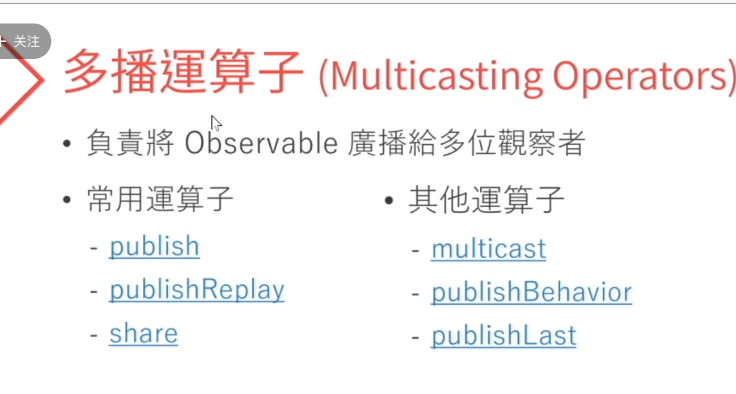 + 关注
多播運算子 (Multicasting Operators)
• 負責將 Observable 廣播給多位觀察者
• 常用運算子
- publish
- publishReplay
- share
• 其他運算子
- multicast
- publishBehavior
- publishLast